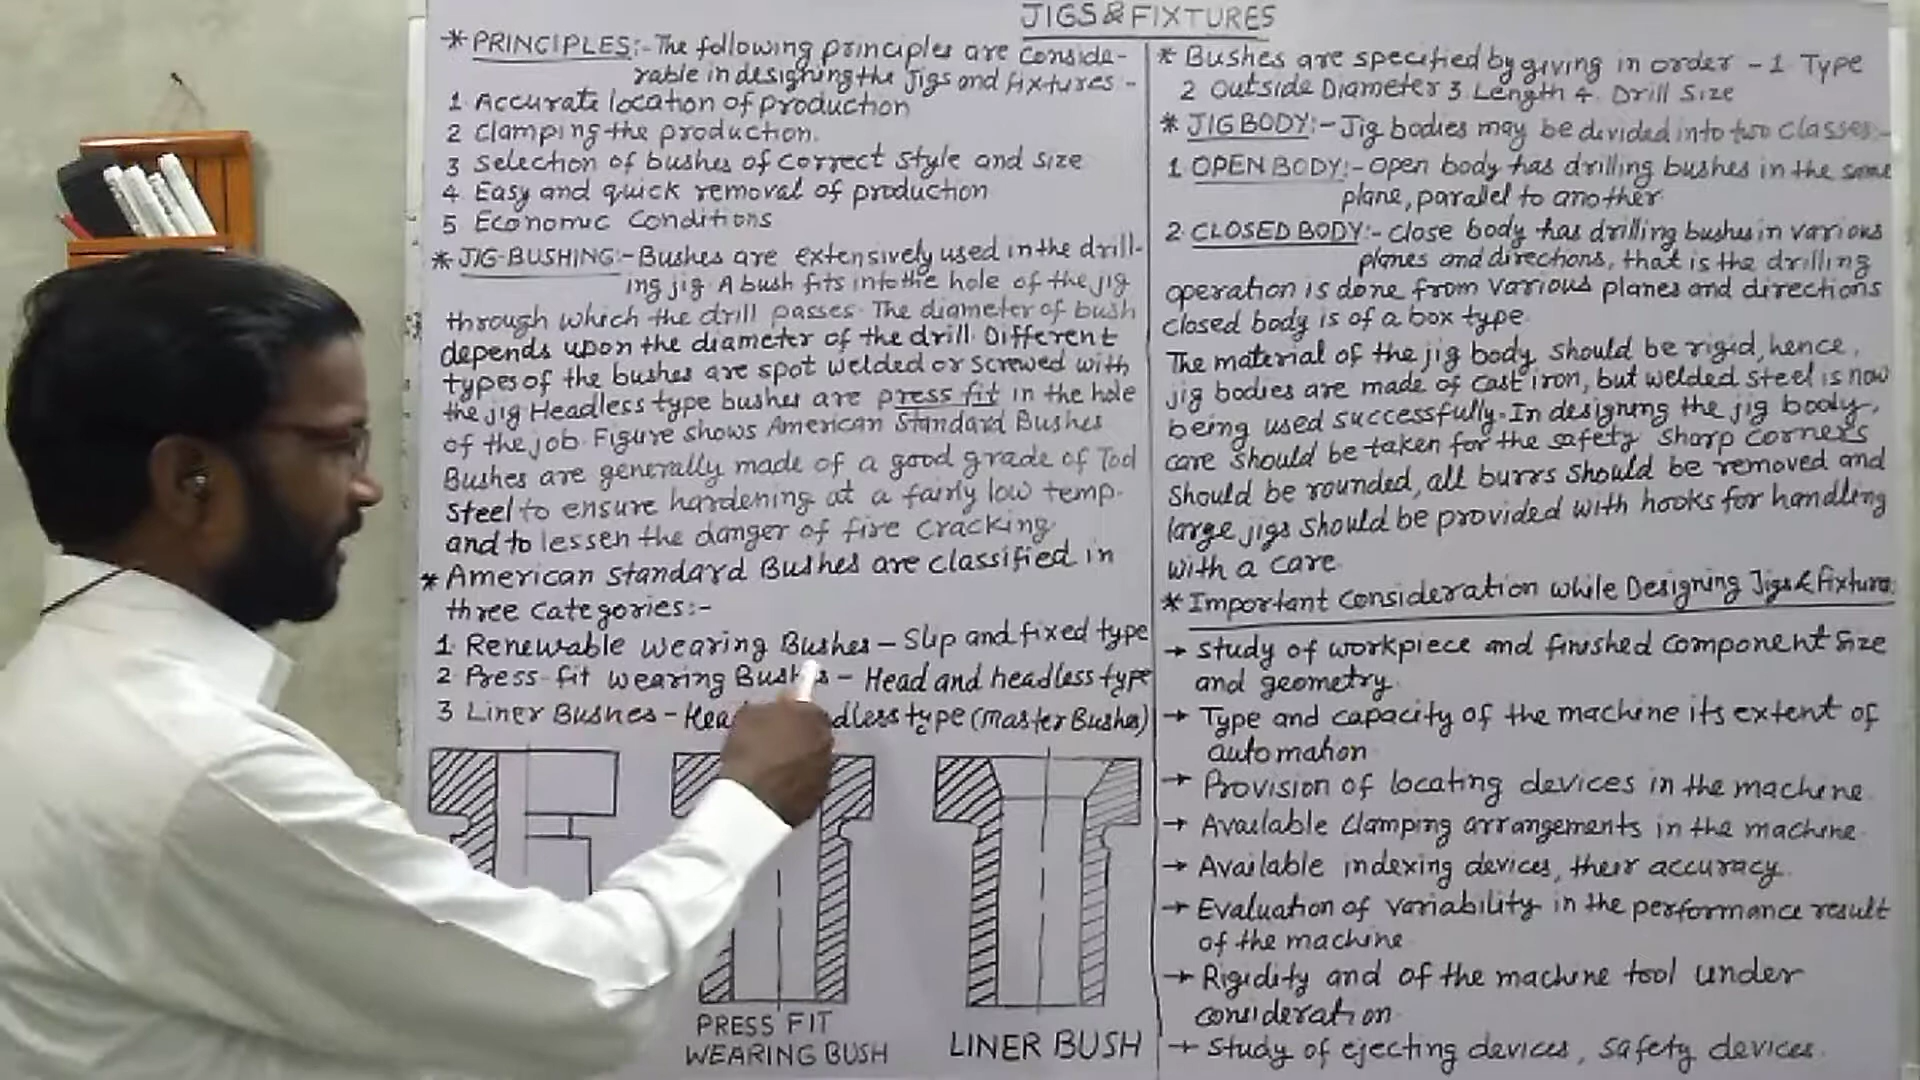 JIGS & FIXTURES
* PRINCIPLES:- The following principles are conside-
rable in designing the Jigs and fixtures -
1 Accurate location of production
2 Clamping the production.
3 Selection of bushes of correct style and size
4. Easy and quick removal of production
5 Economic Conditions
* JIG-BUSHING:- Bushes are extensively used in the drill-
ing jig. A bush fits into the hole of the jig
through which the drill passes. The diameter of bush
depends upon the diameter of the drill. Different
types of the bushes are spot welded or screwed with
the jig Headless type bushes are press fit in the hole
of the job. Figure shows American Standard Bushes
Bushes are generally made of a good grade of Tool
Steel to ensure hardening at a fairly low temp.
and to lessen the danger of fire cracking
* American Standard Bushes are classified in
three categories:-
1. Renewable wearing Bushes - Slip and fixed type
2 Press-fit wearing - Head and headless type
3 Liner Bushes - type (master Bushes)
PRESS FIT
WEARING BUSH
LINER BUSH
* Bushes are specified by giving in order - 1 Type
2 Outside Diameter 3. Length 4. Drill Size
* JIG BODY:- Jig bodies may be divided into two classes:-
1 OPEN BODY:- Open body has drilling bushes in the same
plane, parallel to another.
2 CLOSED BODY:- Close body has drilling bushes in various
planes and directions, that is the drilling
operation is done from various planes and directions
closed body is of a box type.
The material of the jig body should be rigid, hence,
jig bodies are made of cast iron, but welded steel is now
being used successfully. In designing the jig body,
care should be taken for the safety sharp corners
should be rounded, all burrs should be removed and
large jigs should be provided with hooks for handling
with a care.
* Important consideration while Designing Jigs & fixtures:
→ Study of workpiece and finished component size
and geometry.
→ Type and capacity of the machine its extent of
automation
→ Provision of locating devices in the machine.
→ Available clamping arrangements in the machine.
→ Available indexing devices, their accuracy.
→ Evaluation of variability in the performance result
of the machine
→ Rigidity and of the machine tool under
consideration
→ Study of ejecting devices, safety devices.